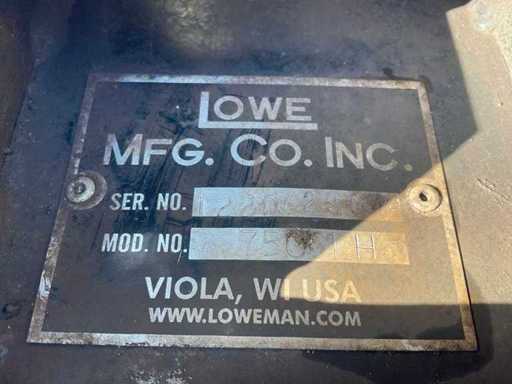 LOWE
MFG. CO. INC.
SER. NO.
MOD. NO.
VIOLA, WI USA
WWW.LOWEMAN.COM